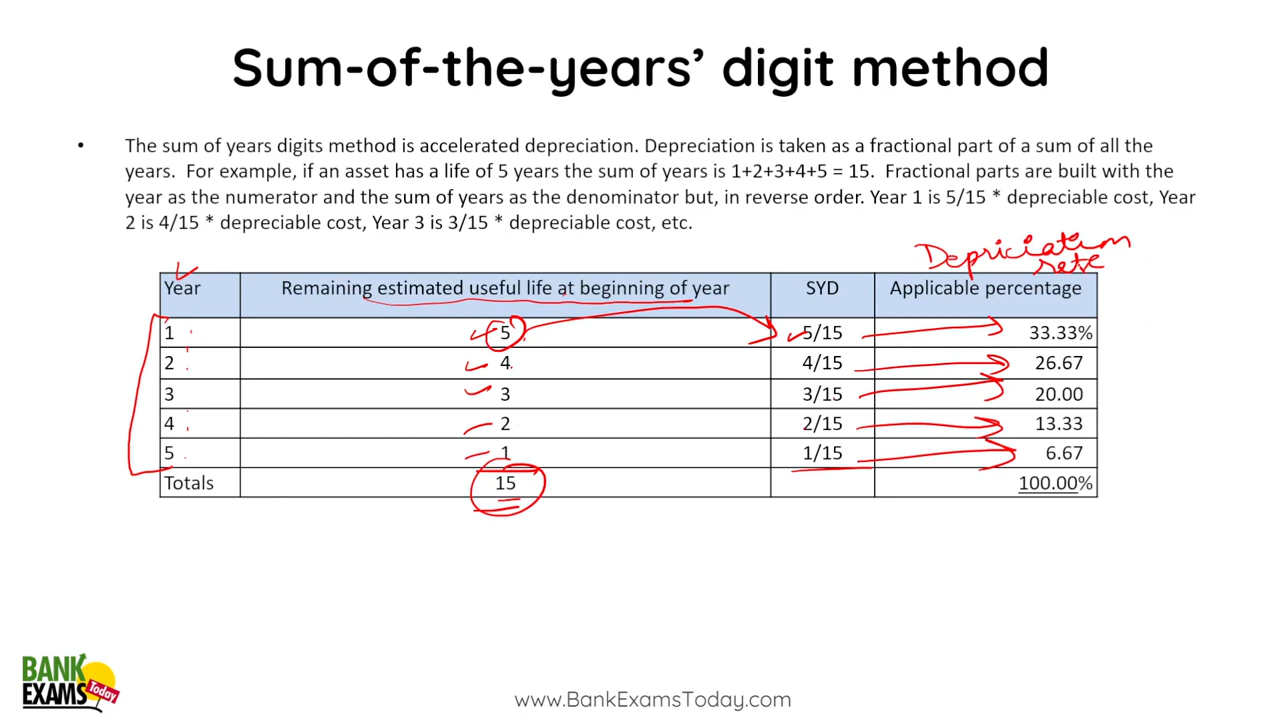 Sum-of-the-years’ digit method
• The sum of years digits method is accelerated depreciation. Depreciation is taken as a fractional part of a sum of all the
years. For example, if an asset has a life of 5 years the sum of years is 1+2+3+4+5 = 15. Fractional parts are built with the
year as the numerator and the sum of years as the denominator but, in reverse order. Year 1 is 5/15 * depreciable cost, Year
2 is 4/15 * depreciable cost, Year 3 is 3/15 * depreciable cost, etc.
Depriciation
rate
Year Remaining estimated useful life at beginning of year SYD Applicable percentage
1 5 5/15 33.33%
2 4 4/15 26.67
3 3 3/15 20.00
4 2 2/15 13.33
5 1 1/15 6.67
Totals 15 100.00%
BANK
EXAMS Today
www.BankExamsToday.com